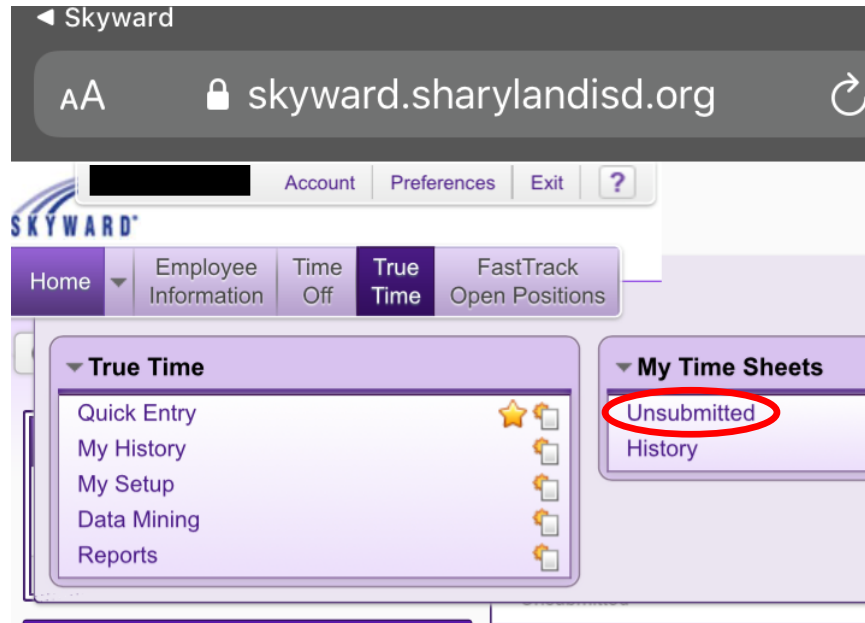 ◀ Skyward
AA skyward.sharylandisd.org
Account Preferences Exit ?
SKYWARD
Home Employee Information Time Off True Time FastTrack Open Positions
True Time
Quick Entry
My History
My Setup
Data Mining
Reports
My Time Sheets
Unsubmitted
History